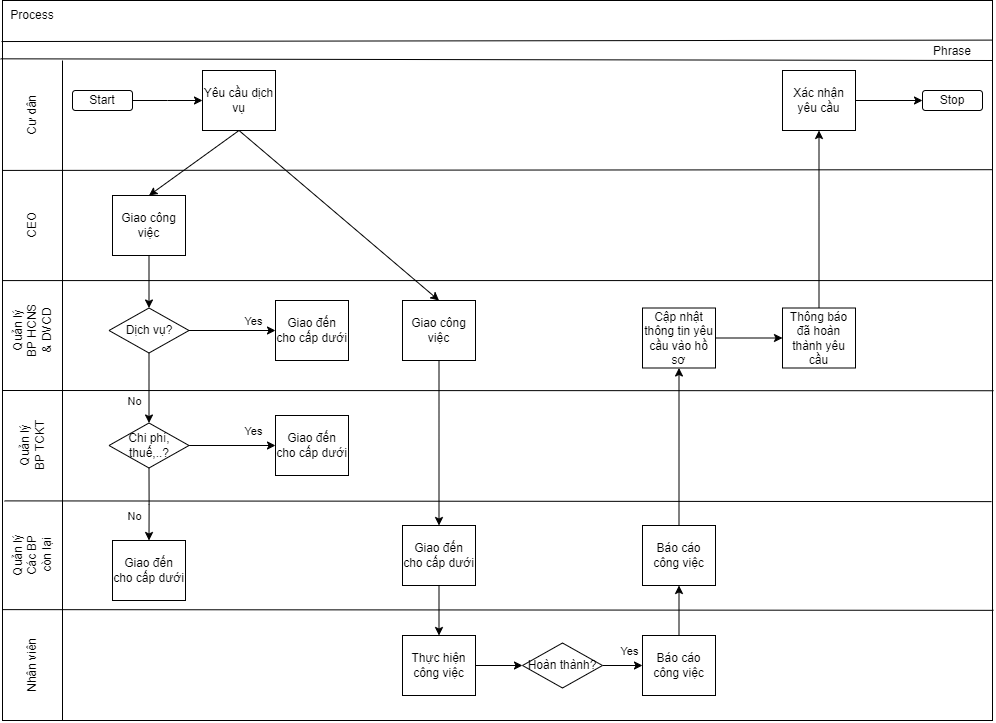 Process
Phrase
Cư dân
Start
Yêu cầu dịch
vụ
Xác nhận
yêu cầu
Stop
CEO
Giao công
việc
Quản lý
BP HCNS
& DVCD
Dịch vụ?
Yes
Giao đến
cho cấp dưới
Giao công
việc
Cập nhật
thông tin yêu
cầu vào hồ
sơ
Thông báo
đã hoàn
thành yêu
cầu
No
Quản lý
BP TCKT
Chi phí,
thuế,..?
Yes
Giao đến
cho cấp dưới
No
Quản lý
Các BP
còn lại
Giao đến
cho cấp dưới
Giao đến
cho cấp dưới
Báo cáo
công việc
Nhân viên
Thực hiện
công việc
Hoàn thành?
Yes
Báo cáo
công việc